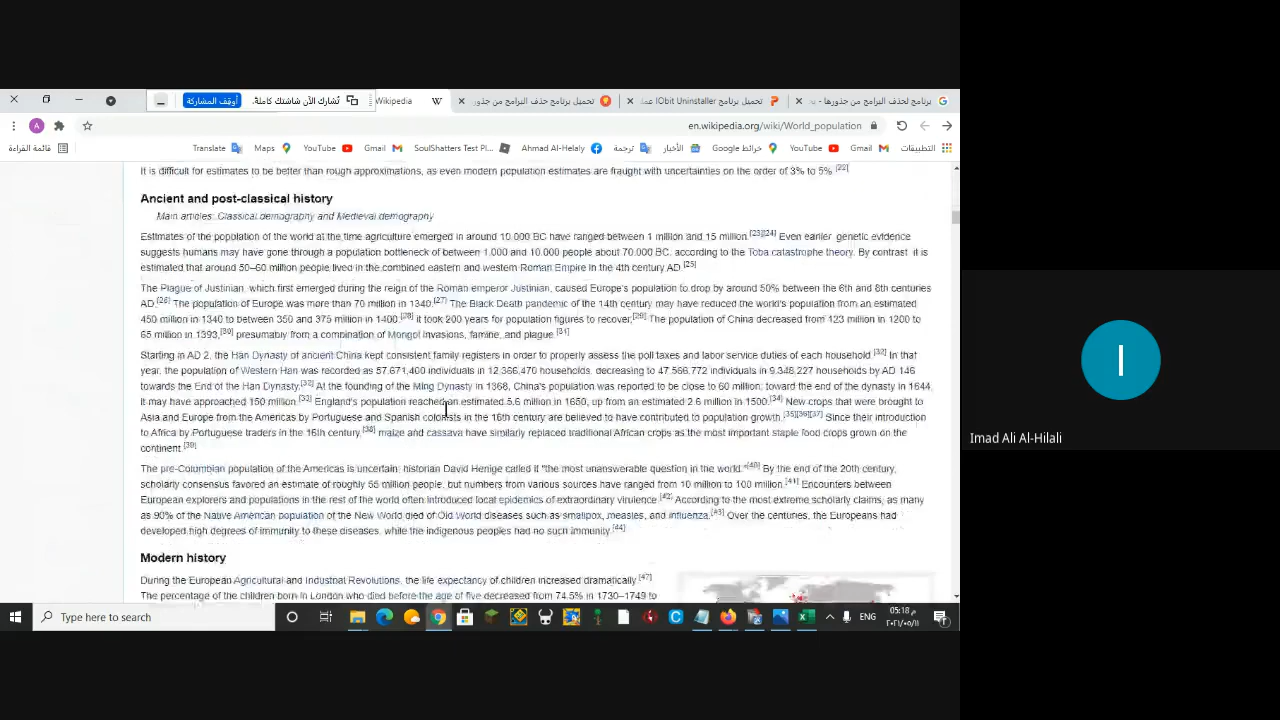 أوقف المشاركة
تُشارك الآن شاشتك كاملةً.
Wikipedia
تحميل برنامج حذف البرامج من جذور
تحميل برنامج IObit Uninstaller
برنامج لحذف البرامج من جذورها
en.wikipedia.org/wiki/World_population
قائمة القراءة
Translate
Maps
YouTube
Gmail
SoulShatters Test Pl...
Ahmad Al-Helaly
ترجمة
الأخبار
خرائط Google
YouTube
Gmail
التطبيقات
It is difficult for estimates to be better than rough approximations, as even modern population estimates are fraught with uncertainties on the order of 3% to 5%.[22]
Ancient and post-classical history
Main articles: Classical demography and Medieval demography
Estimates of the population of the world at the time agriculture emerged in around 10,000 BC have ranged between 1 million and 15 million.[23][24] Even earlier, genetic evidence
suggests humans may have gone through a population bottleneck of between 1,000 and 10,000 people about 70,000 BC, according to the Toba catastrophe theory. By contrast, it is
estimated that around 50–60 million people lived in the combined eastern and western Roman Empire in the 4th century AD.[25]
The Plague of Justinian, which first emerged during the reign of the Roman emperor Justinian, caused Europe's population to drop by around 50% between the 6th and 8th centuries
AD.[26] The population of Europe was more than 70 million in 1340.[27] The Black Death pandemic of the 14th century may have reduced the world's population from an estimated
450 million in 1340 to between 350 and 375 million in 1400;[28] it took 200 years for population figures to recover.[29] The population of China decreased from 123 million in 1200 to
65 million in 1393,[30] presumably from a combination of Mongol invasions, famine, and plague.[31]
Starting in AD 2, the Han Dynasty of ancient China kept consistent family registers in order to properly assess the poll taxes and labor service duties of each household.[32] In that
year, the population of Western Han was recorded as 57,671,400 individuals in 12,366,470 households, decreasing to 47,566,772 individuals in 9,348,227 households by AD 146,
towards the End of the Han Dynasty.[32] At the founding of the Ming Dynasty in 1368, China's population was reported to be close to 60 million; toward the end of the dynasty in 1644,
it may have approached 150 million.[33] England's population reached an estimated 5.6 million in 1650, up from an estimated 2.6 million in 1500.[34] New crops that were brought to
Asia and Europe from the Americas by Portuguese and Spanish colonists in the 16th century are believed to have contributed to population growth.[35][36][37] Since their introduction
to Africa by Portuguese traders in the 16th century,[38] maize and cassava have similarly replaced traditional African crops as the most important staple food crops grown on the
continent.[39]
The pre-Columbian population of the Americas is uncertain; historian David Henige called it "the most unanswerable question in the world."[40] By the end of the 20th century,
scholarly consensus favored an estimate of roughly 55 million people, but numbers from various sources have ranged from 10 million to 100 million.[41] Encounters between
European explorers and populations in the rest of the world often introduced local epidemics of extraordinary virulence.[42] According to the most extreme scholarly claims, as many
as 90% of the Native American population of the New World died of Old World diseases such as smallpox, measles, and influenza.[43] Over the centuries, the Europeans had
developed high degrees of immunity to these diseases, while the indigenous peoples had no such immunity.[44]
Modern history
During the European Agricultural and Industrial Revolutions, the life expectancy of children increased dramatically.[47]
The percentage of the children born in London who died before the age of five decreased from 74.5% in 1730–1749 to
Type here to search
ENG
05:18 م
٢٠٢١/٠٥/١١
I
Imad Ali Al-Hilali